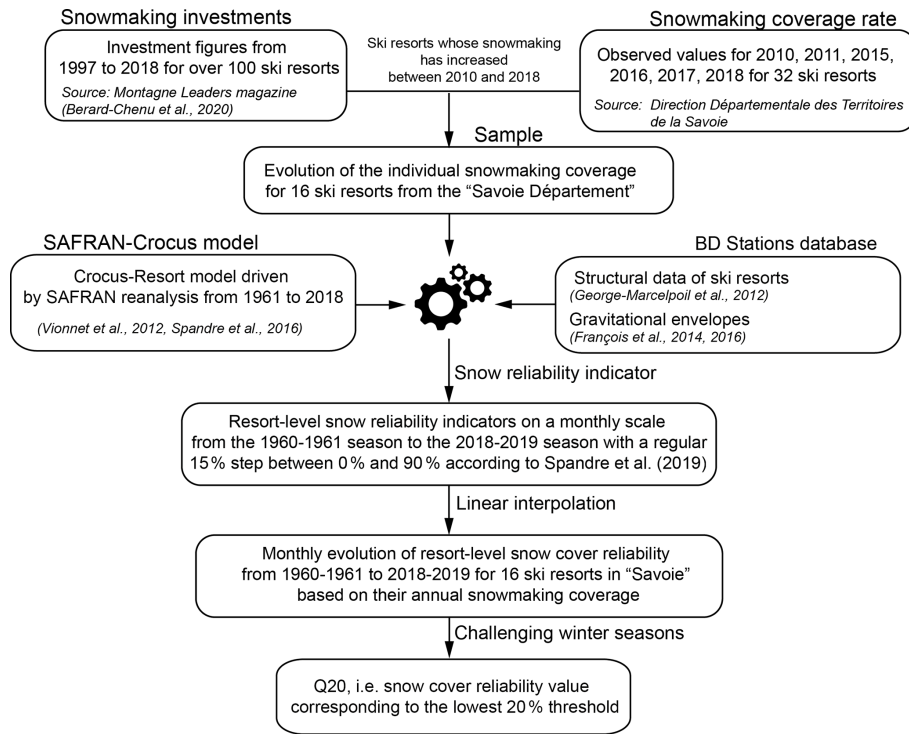 Snowmaking investments
Investment figures from
1997 to 2018 for over 100 ski resorts
Source: Montagne Leaders magazine
(Berard-Chenu et al., 2020)
Ski resorts whose snowmaking
has increased
between 2010 and 2018
Snowmaking coverage rate
Observed values for 2010, 2011, 2015,
2016, 2017, 2018 for 32 ski resorts
Source: Direction Départementale des Territoires
de la Savoie
Sample
Evolution of the individual snowmaking coverage
for 16 ski resorts from the “Savoie Département”
SAFRAN-Crocus model
Crocus-Resort model driven
by SAFRAN reanalysis from 1961 to 2018
(Vionnet et al., 2012, Spandre et al., 2016)
BD Stations database
Structural data of ski resorts
(George-Marcelpoil et al., 2012)
Gravitational envelopes
(François et al., 2014, 2016)
Snow reliability indicator
Resort-level snow reliability indicators on a monthly scale
from the 1960-1961 season to the 2018-2019 season with a regular
15% step between 0% and 90% according to Spandre et al. (2019)
Linear interpolation
Monthly evolution of resort-level snow cover reliability
from 1960-1961 to 2018-2019 for 16 ski resorts in “Savoie”
based on their annual snowmaking coverage
Challenging winter seasons
Q20, i.e. snow cover reliability value
corresponding to the lowest 20% threshold